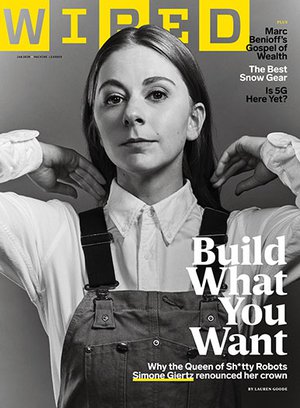 WIRED
PLUS
Marc
Benioff's
Gospel of
Wealth
The Best
Snow Gear
Is 5G
Here Yet?
Build
What
You
Want
Why the Queen of Sh*tty Robots
Simone Giertz renounced her crown
BY LAUREN GOODE